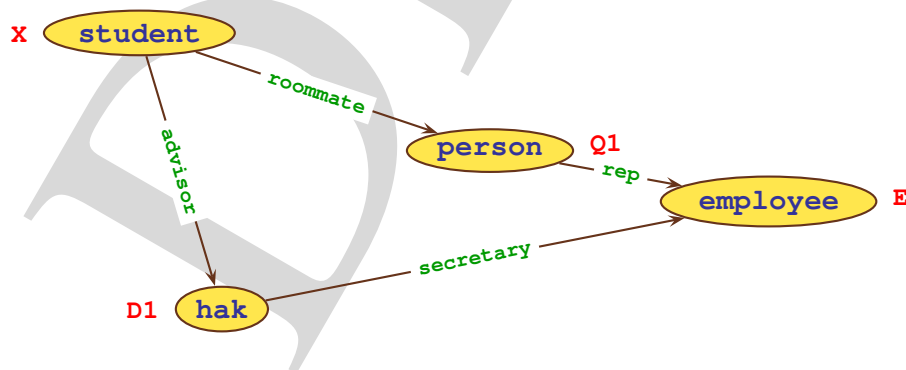 X student
roommate
person Q1
rep
employee E
advisor
secretary
D1 hak